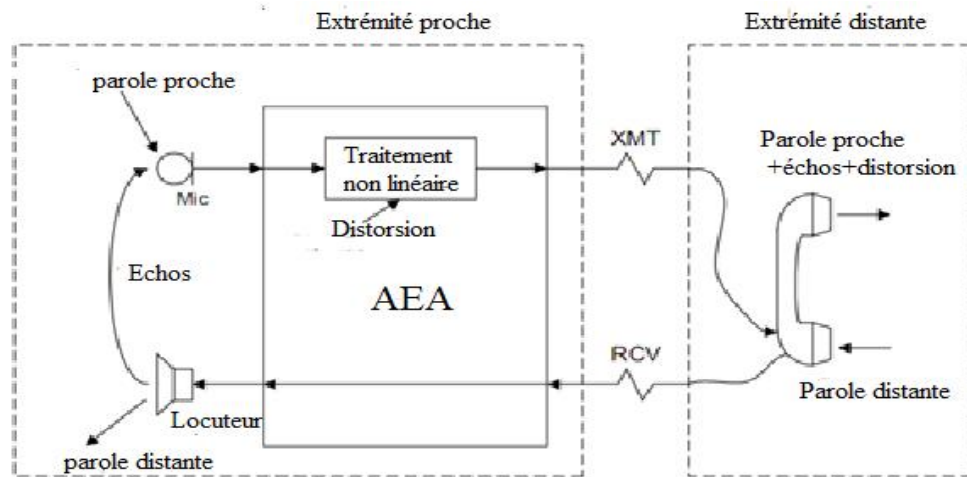 Extrémité proche
Extrémité distante
parole proche
XMT
Parole proche
+échos+distorsion
Traitement
non linéaire
Mic
Distorsion
Echos
AEA
RCV
Parole distante
Locuteur
parole distante